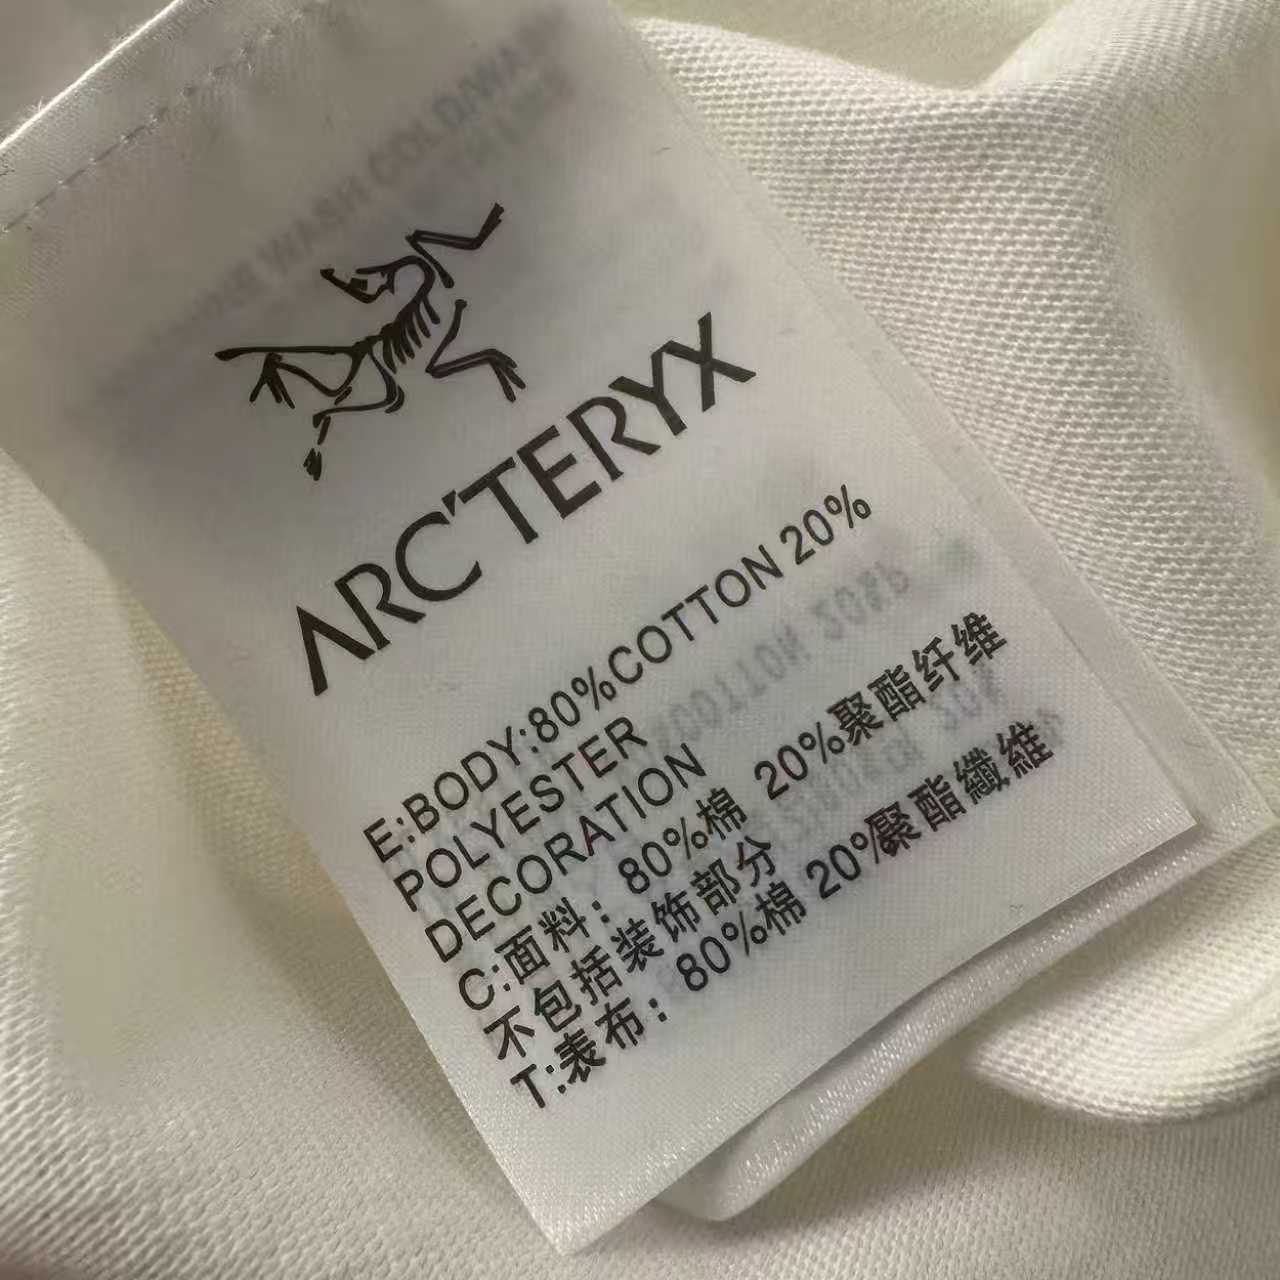 ARC'TERYX
E:BODY:80%COTTON 20%
POLYESTER
DECORATION
C:面料：80%棉 20%聚酯纤维
不包括装饰部分
T:表布：80%棉 20%聚酯纖維